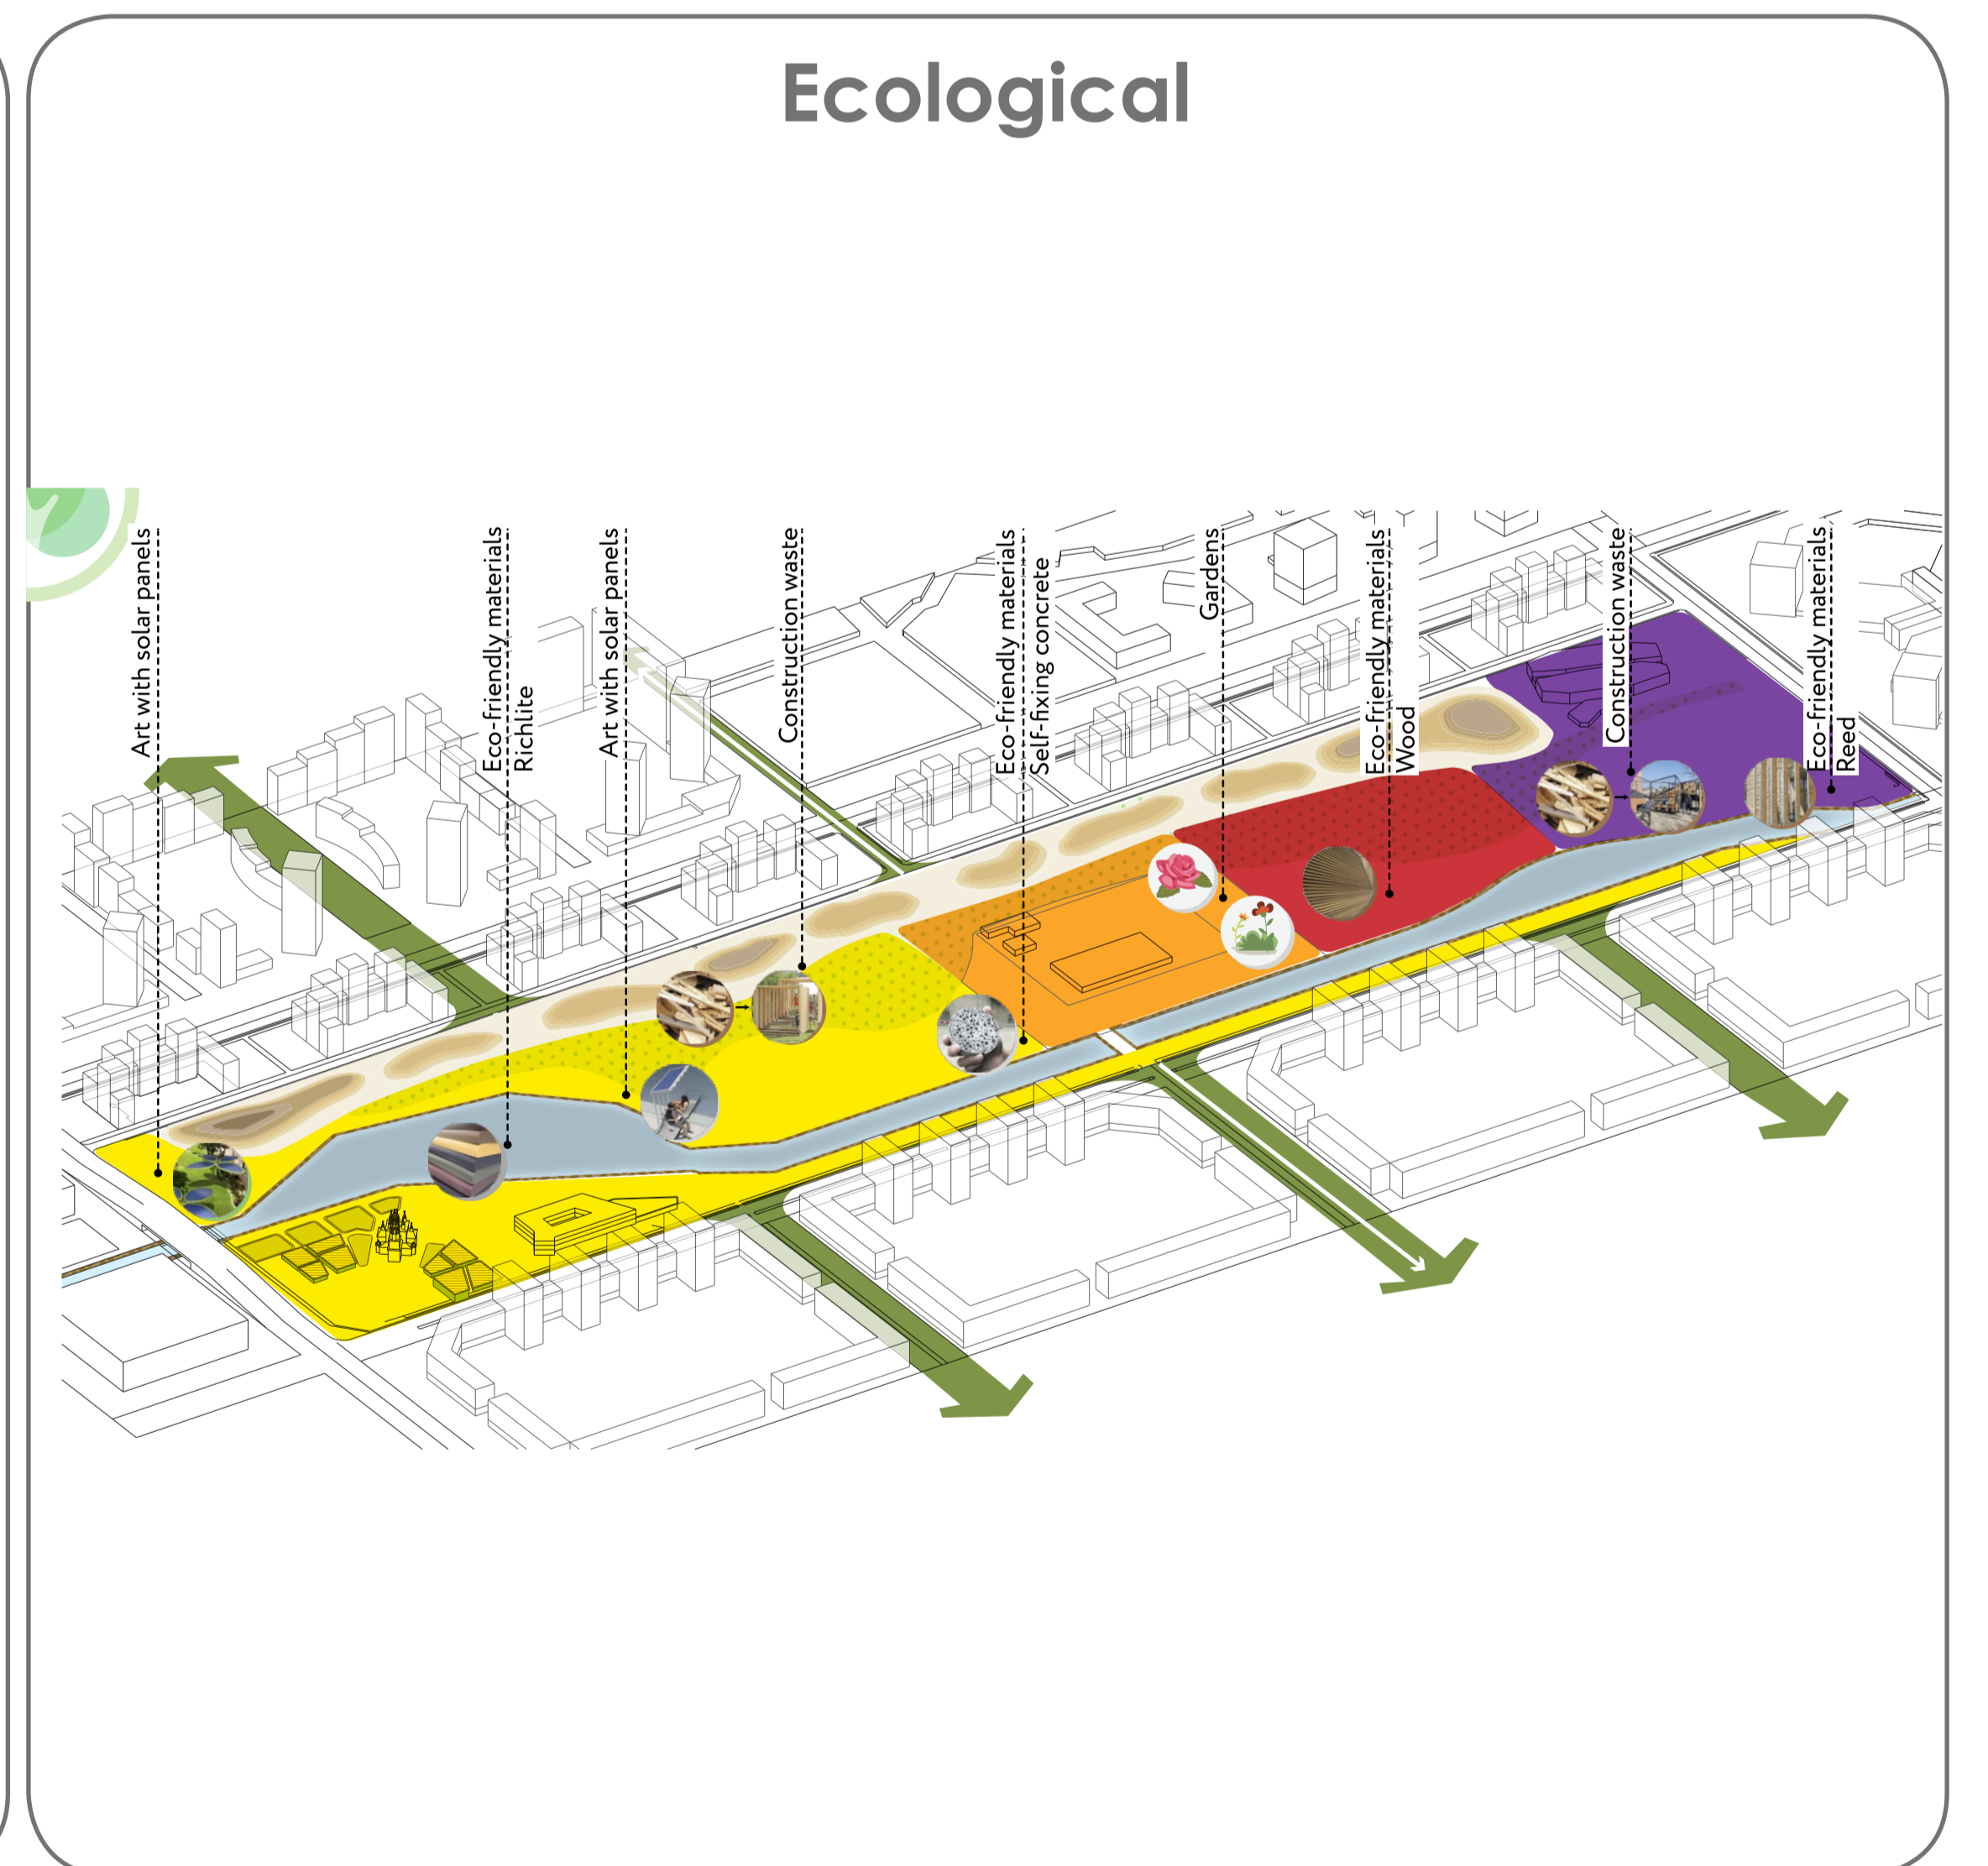 Ecological
Art with solar panels
Eco-friendly materials
Richlite
Art with solar panels
Construction waste
Eco-friendly materials
Self-fixing concrete
Gardens
Eco-friendly materials
Wood
Construction waste
Eco-friendly materials
Reed